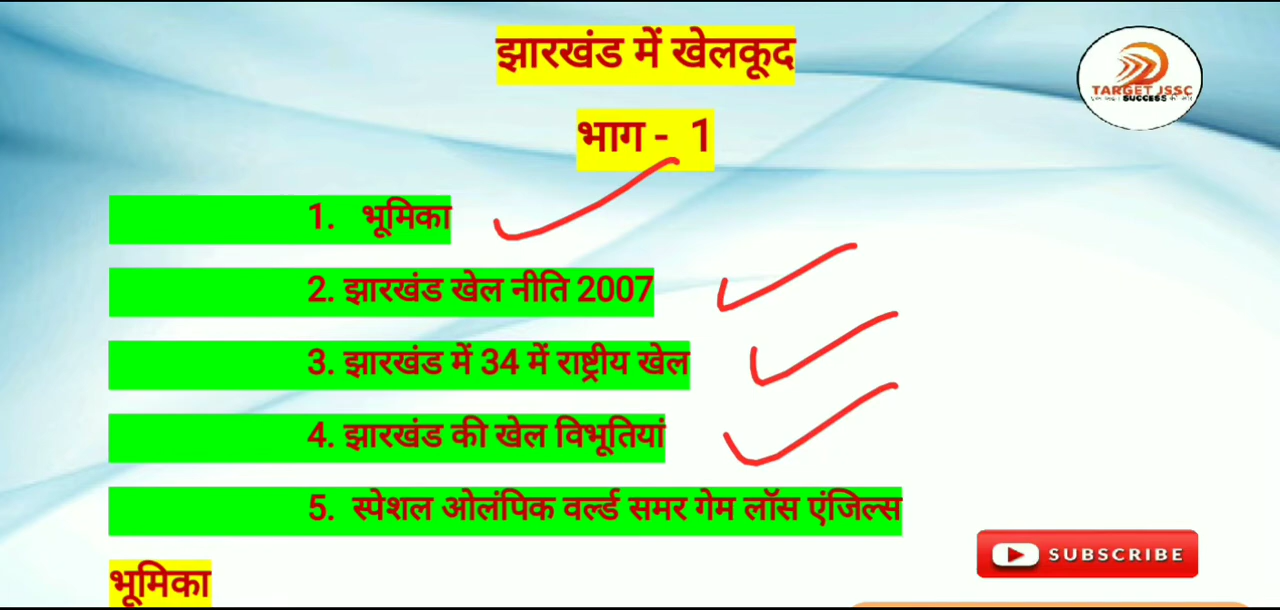 झारखंड में खेलकूद
भाग - 1
TARGET JSSC
SUCCESS
1. भूमिका
2. झारखंड खेल नीति 2007
3. झारखंड में 34 में राष्ट्रीय खेल
4. झारखंड की खेल विभूतियां
5. स्पेशल ओलंपिक वर्ल्ड समर गेम लॉस एंजिल्स
SUBSCRIBE
भूमिका